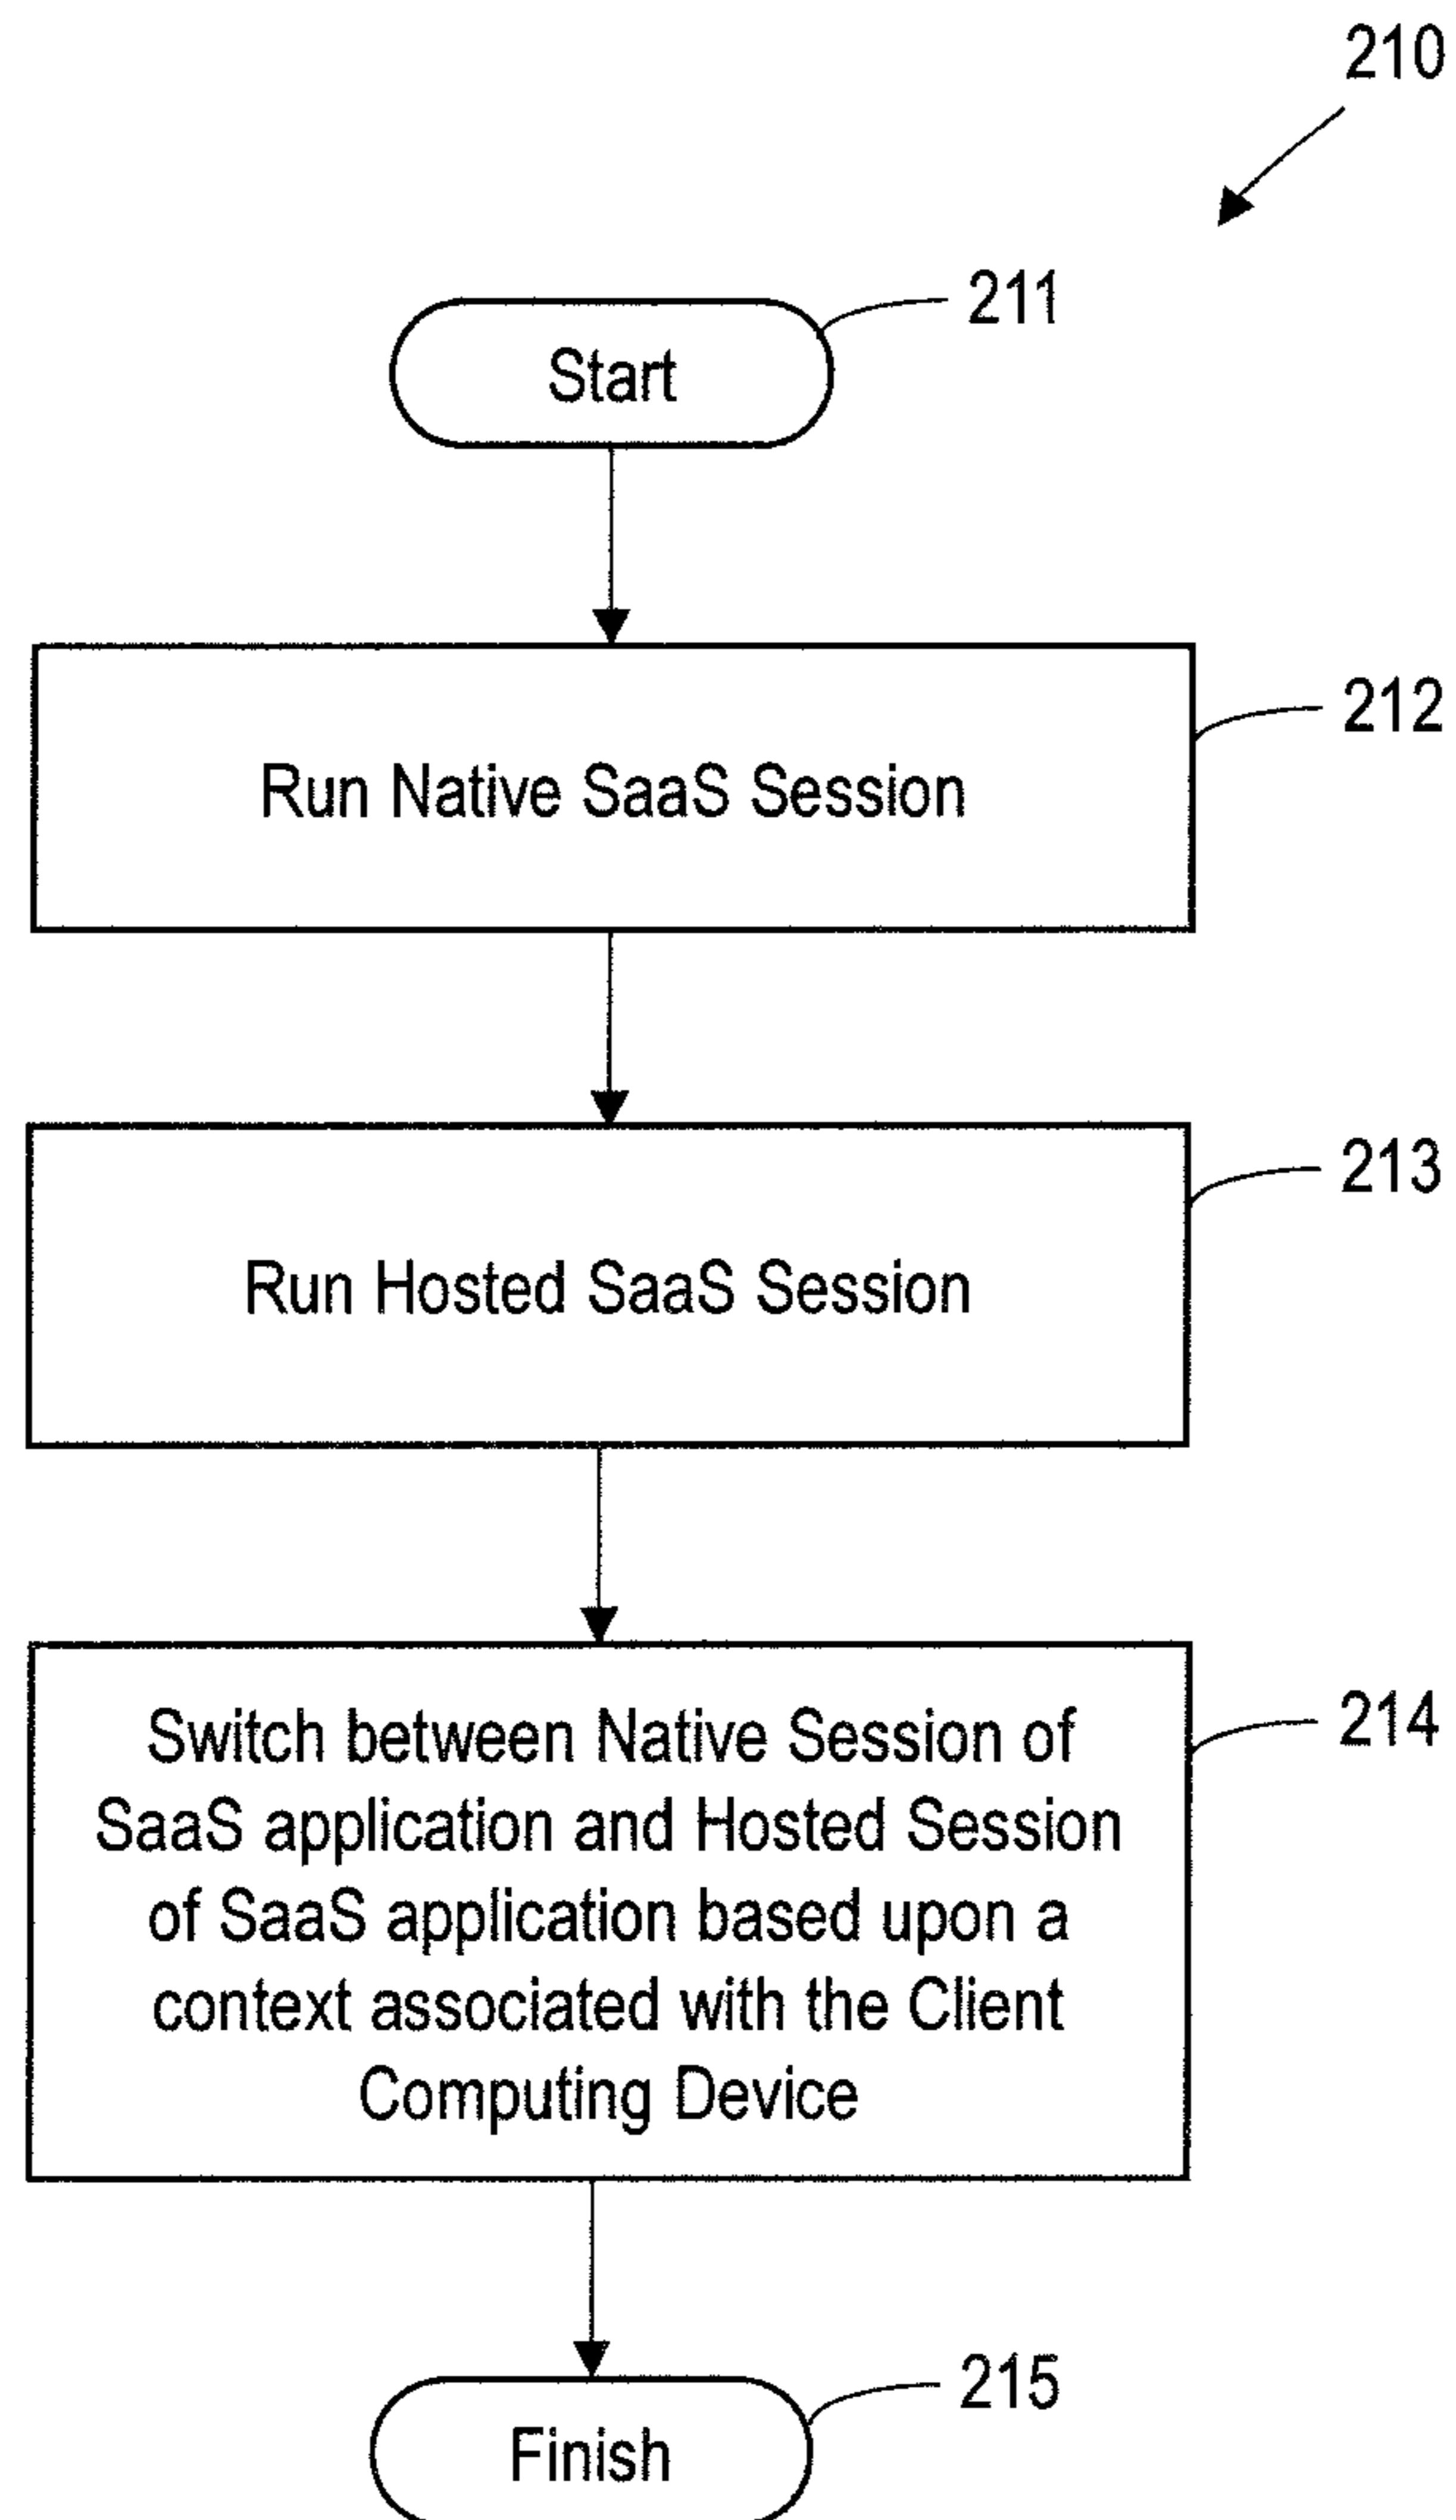 210
211
Start
212
Run Native SaaS Session
213
Run Hosted SaaS Session
214
Switch between Native Session of
SaaS application and Hosted Session
of SaaS application based upon a
context associated with the Client
Computing Device
215
Finish